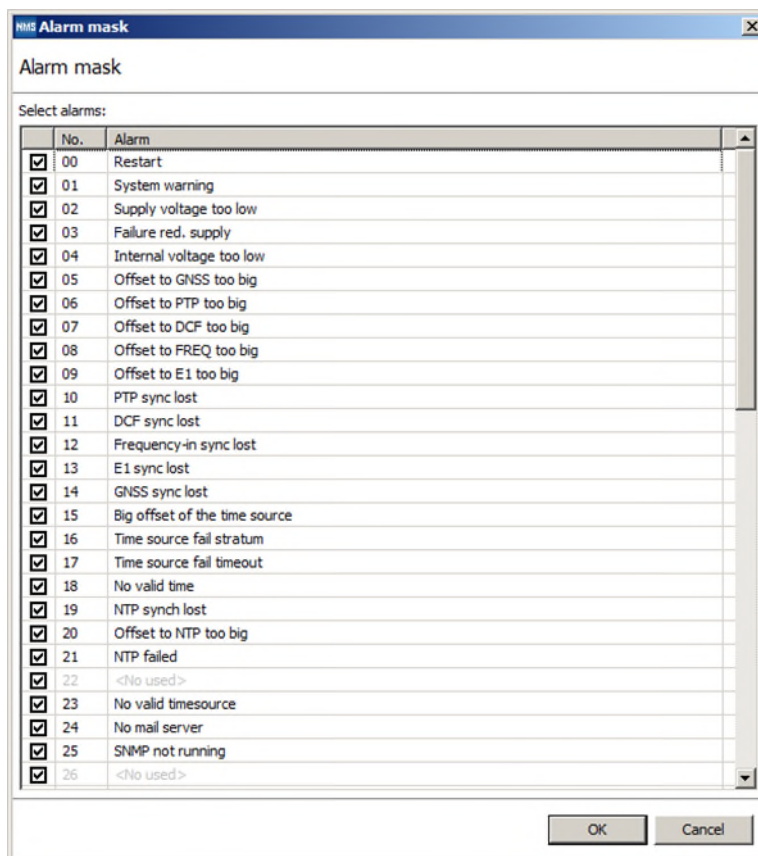 NMS Alarm mask
Alarm mask
Select alarms:
No. Alarm
00 Restart
01 System warning
02 Supply voltage too low
03 Failure red. supply
04 Internal voltage too low
05 Offset to GNSS too big
06 Offset to PTP too big
07 Offset to DCF too big
08 Offset to FREQ too big
09 Offset to E1 too big
10 PTP sync lost
11 DCF sync lost
12 Frequency-in sync lost
13 E1 sync lost
14 GNSS sync lost
15 Big offset of the time source
16 Time source fail stratum
17 Time source fail timeout
18 No valid time
19 NTP synch lost
20 Offset to NTP too big
21 NTP failed
22 <No used>
23 No valid timesource
24 No mail server
25 SNMP not running
26 <No used>
OK Cancel